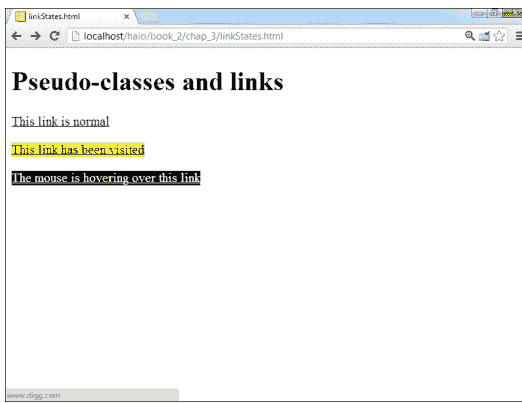 linkStates.html
localhost/haio/book_2/chap_3/linkStates.html
Pseudo-classes and links
This link is normal
This link has been visited
The mouse is hovering over this link
www.digg.com